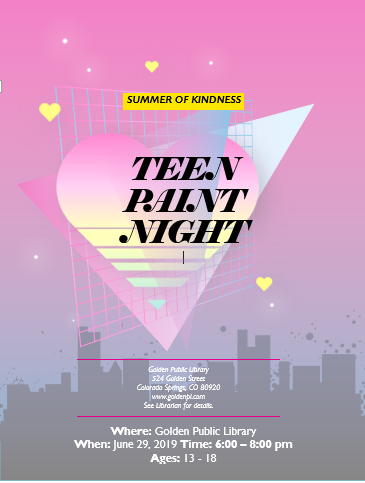 SUMMER OF KINDNESS
TEEN
PAINT
NIGHT
Golden Public Library
524 Golden Street
Colorado Springs, CO 80920
www.goldenpl.com
See Librarian for details.
Where: Golden Public Library
When: June 29, 2019 Time: 6:00 – 8:00 pm
Ages: 13 - 18